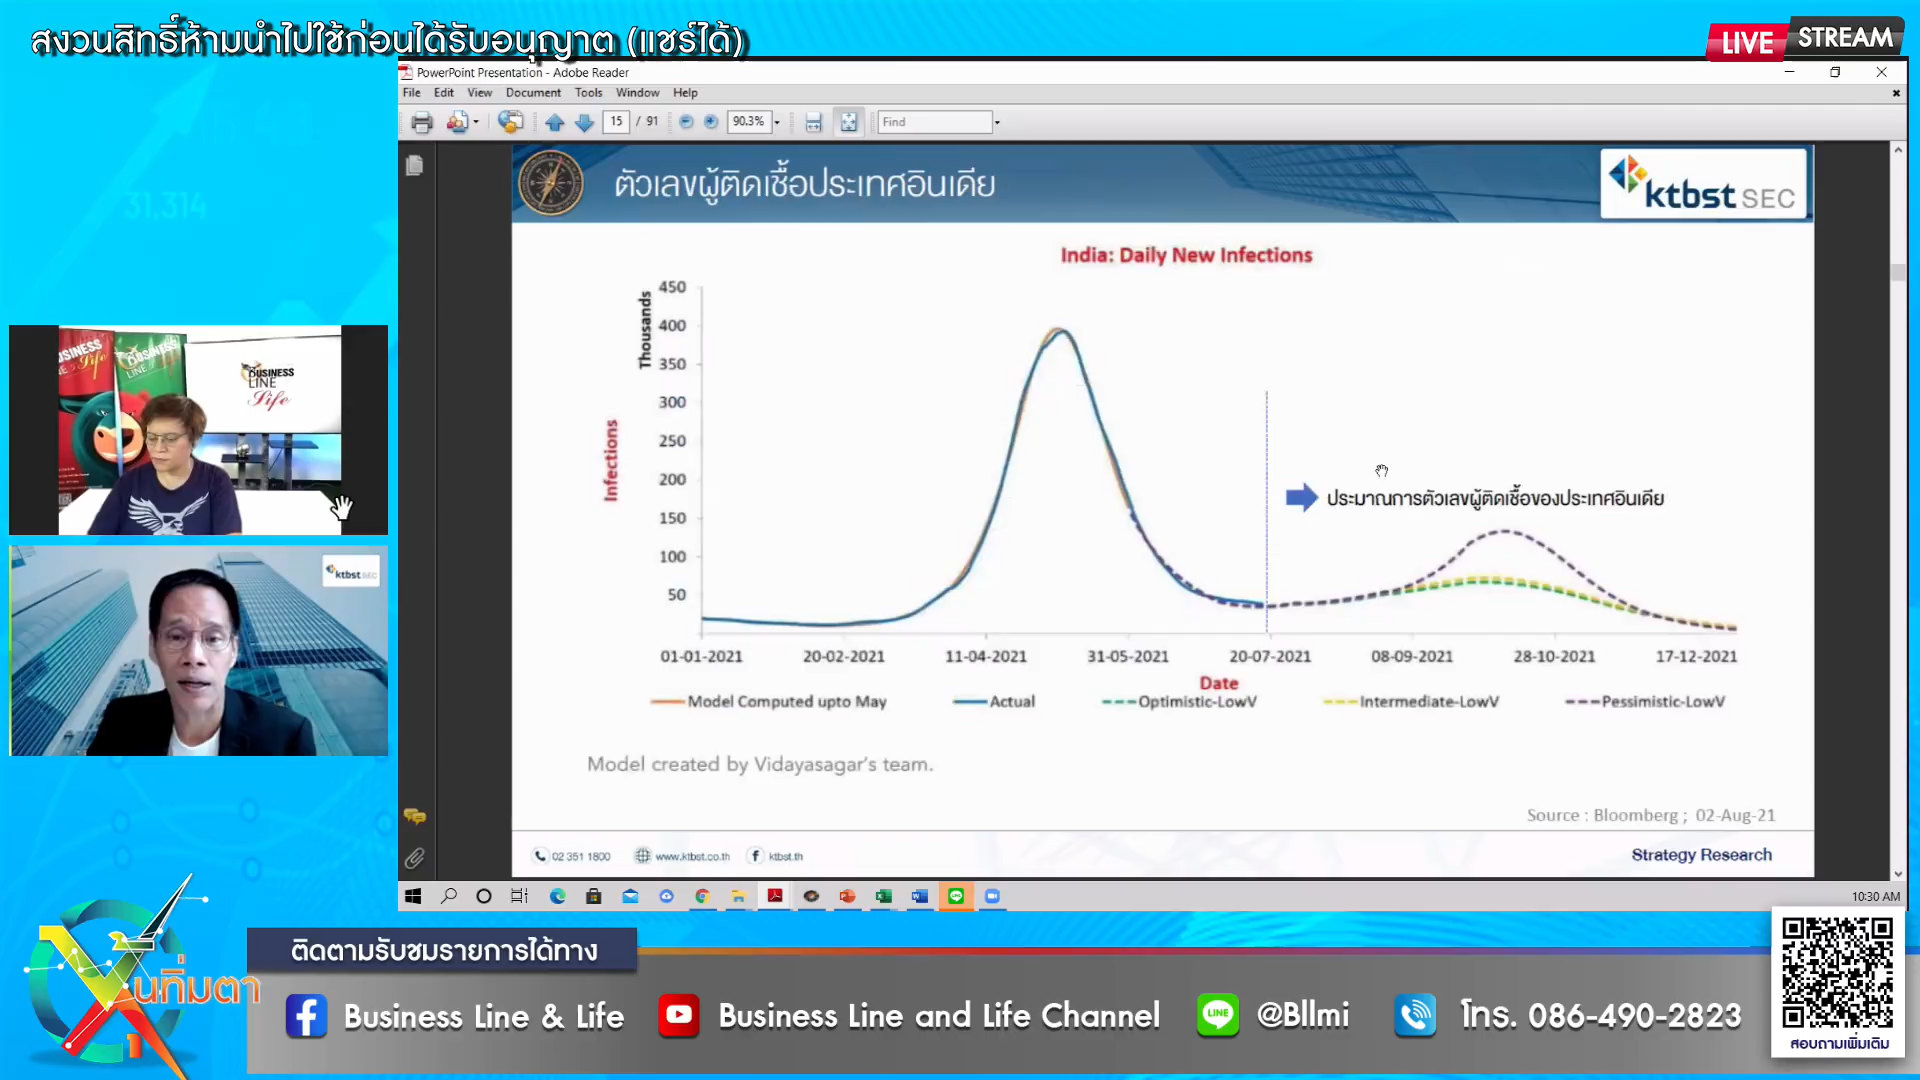 สงวนสิทธิ์ห้ามนำไปใช้ก่อนได้รับอนุญาต (แชร์ได้)
LIVE STREAM
PowerPoint Presentation - Adobe Reader
File Edit View Document Tools Window Help
15 / 91 90.3% Find
31,314
ตัวเลขผู้ติดเชื้อประเทศอินเดีย
ktbst SEC
India: Daily New Infections
Thousands
Infections
450
400
350
300
250
200
150
100
50
ประมาณการตัวเลขผู้ติดเชื้อของประเทศอินเดีย
01-01-2021 20-02-2021 11-04-2021 31-05-2021 20-07-2021 08-09-2021 28-10-2021 17-12-2021
Date
Model Computed upto May Actual Optimistic-LowV Intermediate-LowV Pessimistic-LowV
Model created by Vidayasagar's team.
Source : Bloomberg ; 02-Aug-21
02 351 1800 www.ktbst.co.th ktbst.th
Strategy Research
10:30 AM
BUSINESS
LINE
Life
ktbst SEC
ทันทิมตา
ติดตามรับชมรายการได้ทาง
Business Line & Life Business Line and Life Channel LINE @Bllmi โทร. 086-490-2823
สอบถามเพิ่มเติม